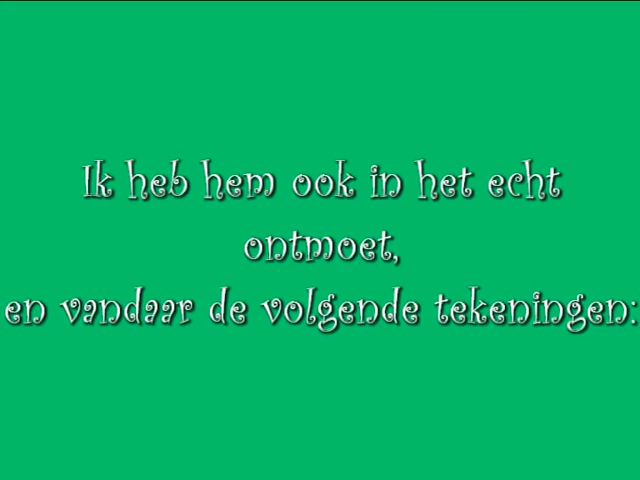 Ik heb hem ook in het echt
ontmoet,
en vandaar de volgende tekeningen: